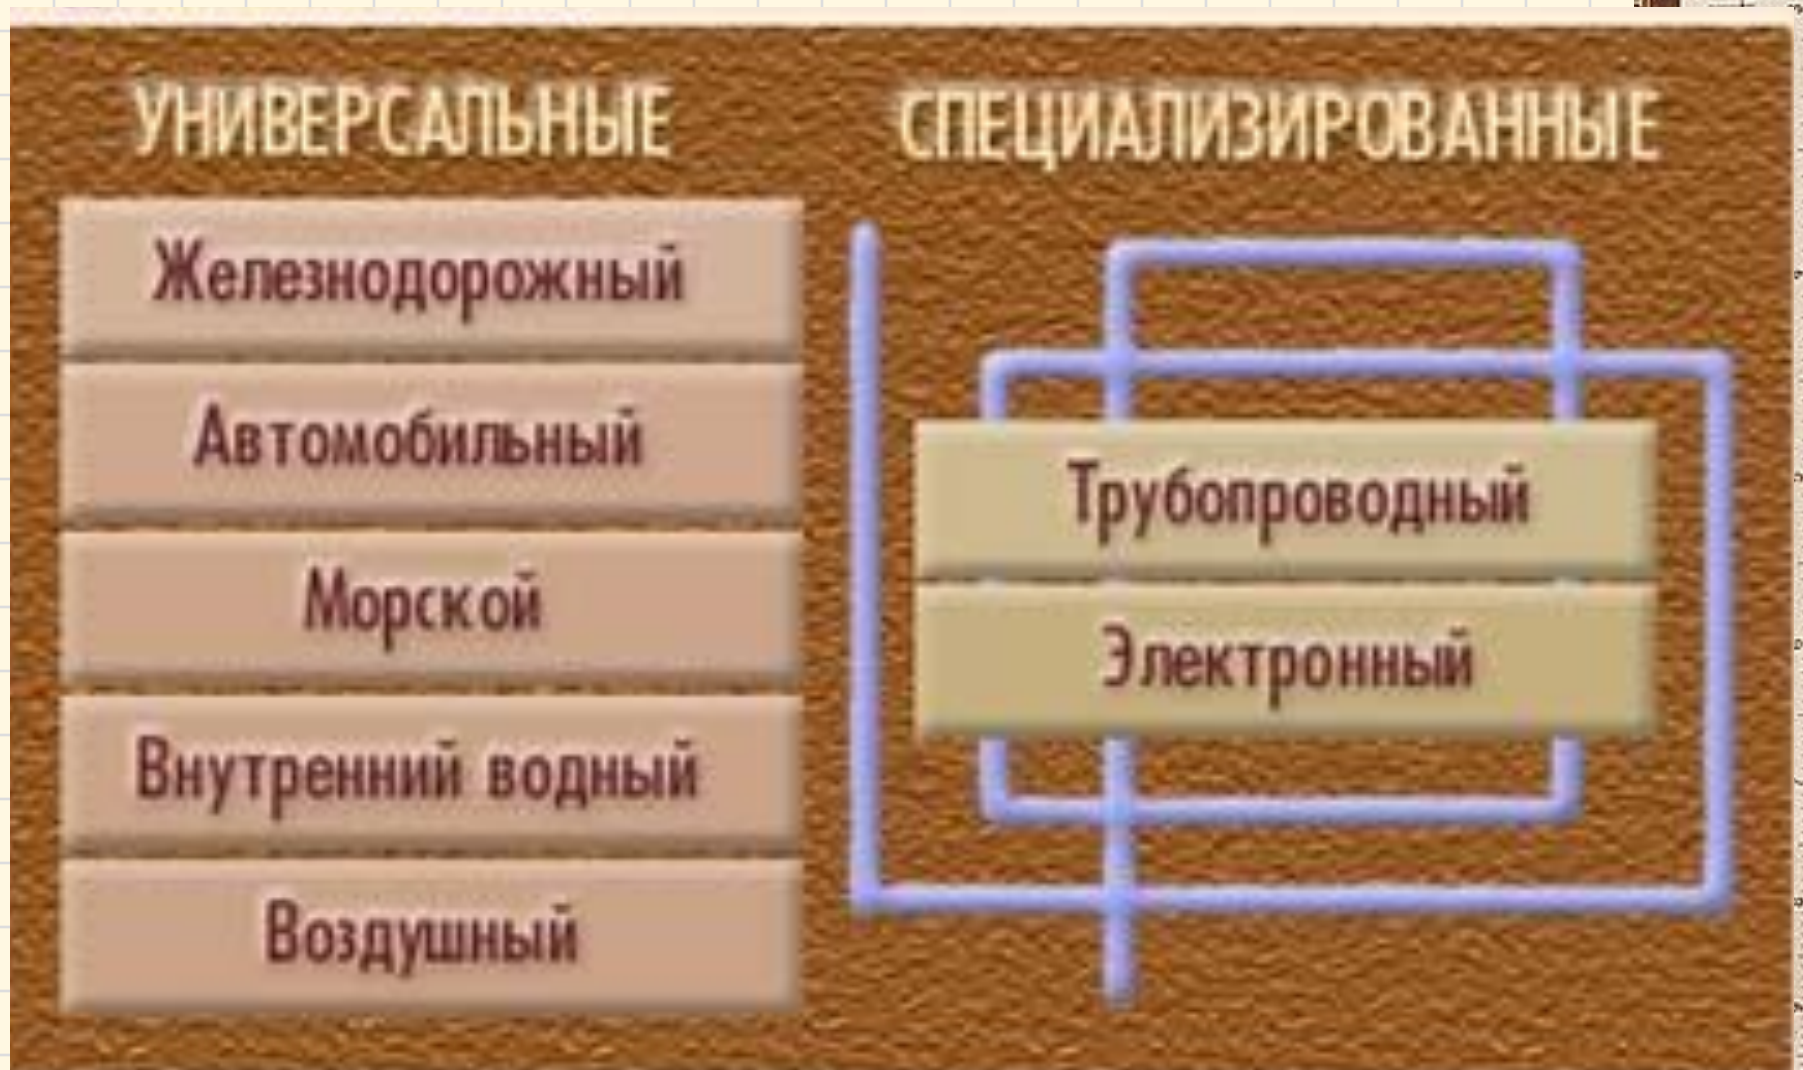 УНИВЕРСАЛЬНЫЕ
Железнодорожный
Автомобильный
Морской
Внутренний водный
Воздушный
СПЕЦИАЛИЗИРОВАННЫЕ
Трубопроводный
Электронный